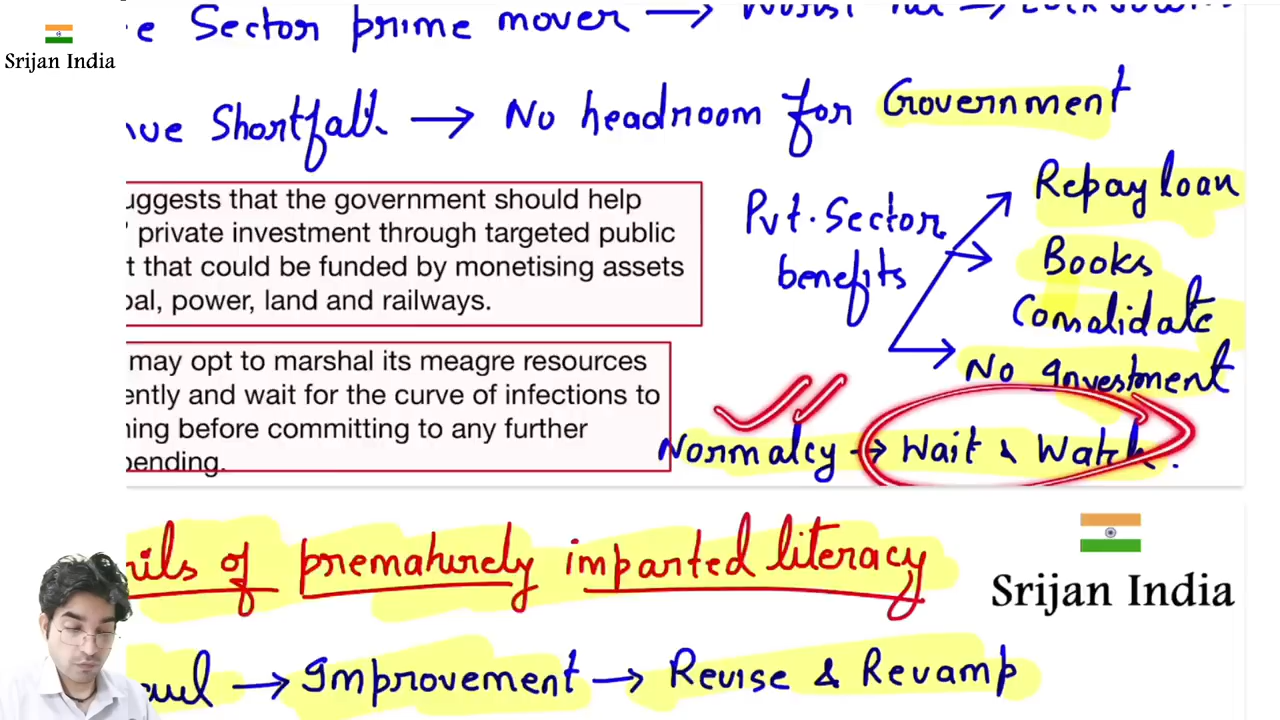 e Sector prime mover →
Srijan India
nue Shortfall. → No headroom for Government
uggests that the government should help
' private investment through targeted public
t that could be funded by monetising assets
oal, power, land and railways.
Pvt. Sector benefits
Repay loan
Books Consolidate
No Investment
may opt to marshal its meagre resources
ently and wait for the curve of infections to
ning before committing to any further
pending.
Normalcy → Wait & Watch.
rils of prematurely imparted literacy
Srijan India
→ Improvement → Revise & Revamp